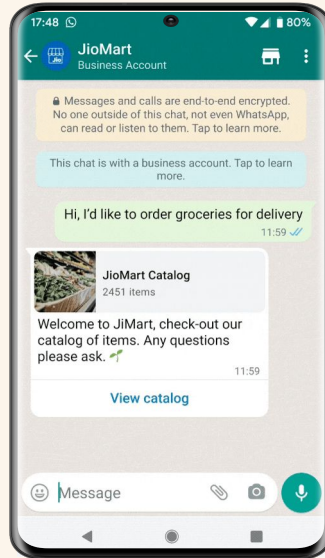 17:48
80%
JioMart
Business Account
Messages and calls are end-to-end encrypted.
No one outside of this chat, not even WhatsApp,
can read or listen to them. Tap to learn more.
This chat is with a business account. Tap to learn
more.
Hi, I'd like to order groceries for delivery
11:59
JioMart Catalog
2451 items
Welcome to JiMart, check-out our
catalog of items. Any questions
please ask.
11:59
View catalog
Message